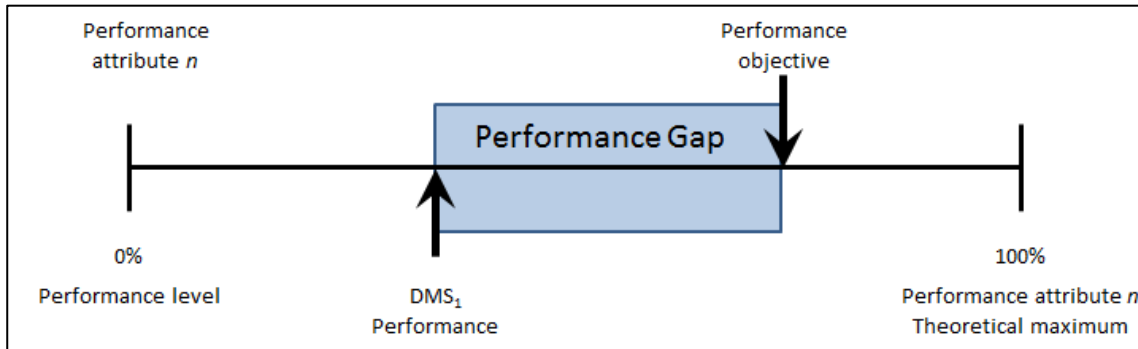 Performance
attribute n
Performance
objective
Performance Gap
0%
Performance level
DMS₁
Performance
100%
Performance attribute n
Theoretical maximum